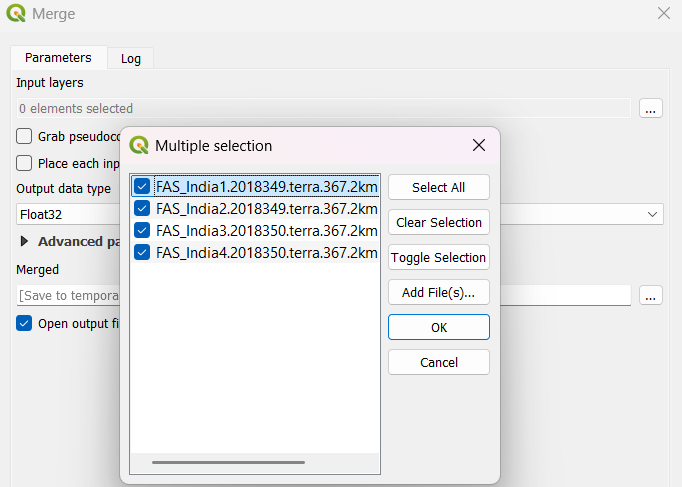 Merge
Parameters
Log
Input layers
0 elements selected
...
Grab pseudocc
Place each inp
Output data type
Float32
Advanced pa
Merged
[Save to tempora
...
Open output fi
Multiple selection
FAS_India1.2018349.terra.367.2km
FAS_India2.2018349.terra.367.2km
FAS_India3.2018350.terra.367.2km
FAS_India4.2018350.terra.367.2km
Select All
Clear Selection
Toggle Selection
Add File(s)...
OK
Cancel